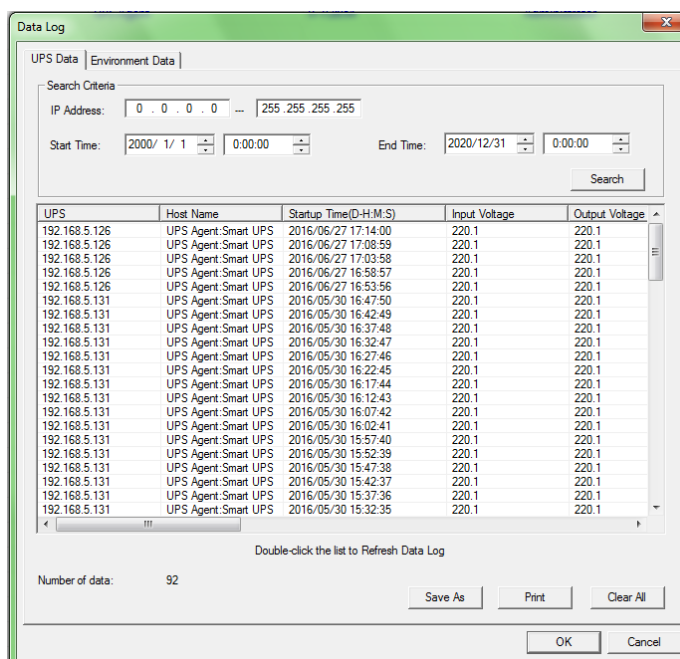 Data Log
UPS Data Environment Data
Search Criteria
IP Address: 0 . 0 . 0 . 0 --- 255 .255 .255 .255
Start Time: 2000/ 1/ 1 0:00:00 End Time: 2020/12/31 0:00:00
Search
UPS Host Name Startup Time(D-H:M:S) Input Voltage Output Voltage
192.168.5.126 UPS Agent:Smart UPS 2016/06/27 17:14:00 220.1 220.1
192.168.5.126 UPS Agent:Smart UPS 2016/06/27 17:08:59 220.1 220.1
192.168.5.126 UPS Agent:Smart UPS 2016/06/27 17:03:58 220.1 220.1
192.168.5.126 UPS Agent:Smart UPS 2016/06/27 16:58:57 220.1 220.1
192.168.5.126 UPS Agent:Smart UPS 2016/06/27 16:53:56 220.1 220.1
192.168.5.131 UPS Agent:Smart UPS 2016/05/30 16:47:50 220.1 220.1
192.168.5.131 UPS Agent:Smart UPS 2016/05/30 16:42:49 220.1 220.1
192.168.5.131 UPS Agent:Smart UPS 2016/05/30 16:37:48 220.1 220.1
192.168.5.131 UPS Agent:Smart UPS 2016/05/30 16:32:47 220.1 220.1
192.168.5.131 UPS Agent:Smart UPS 2016/05/30 16:27:46 220.1 220.1
192.168.5.131 UPS Agent:Smart UPS 2016/05/30 16:22:45 220.1 220.1
192.168.5.131 UPS Agent:Smart UPS 2016/05/30 16:17:44 220.1 220.1
192.168.5.131 UPS Agent:Smart UPS 2016/05/30 16:12:43 220.1 220.1
192.168.5.131 UPS Agent:Smart UPS 2016/05/30 16:07:42 220.1 220.1
192.168.5.131 UPS Agent:Smart UPS 2016/05/30 16:02:41 220.1 220.1
192.168.5.131 UPS Agent:Smart UPS 2016/05/30 15:57:40 220.1 220.1
192.168.5.131 UPS Agent:Smart UPS 2016/05/30 15:52:39 220.1 220.1
192.168.5.131 UPS Agent:Smart UPS 2016/05/30 15:47:38 220.1 220.1
192.168.5.131 UPS Agent:Smart UPS 2016/05/30 15:42:37 220.1 220.1
192.168.5.131 UPS Agent:Smart UPS 2016/05/30 15:37:36 220.1 220.1
192.168.5.131 UPS Agent:Smart UPS 2016/05/30 15:32:35 220.1 220.1
Double-click the list to Refresh Data Log
Number of data: 92
Save As Print Clear All
OK Cancel